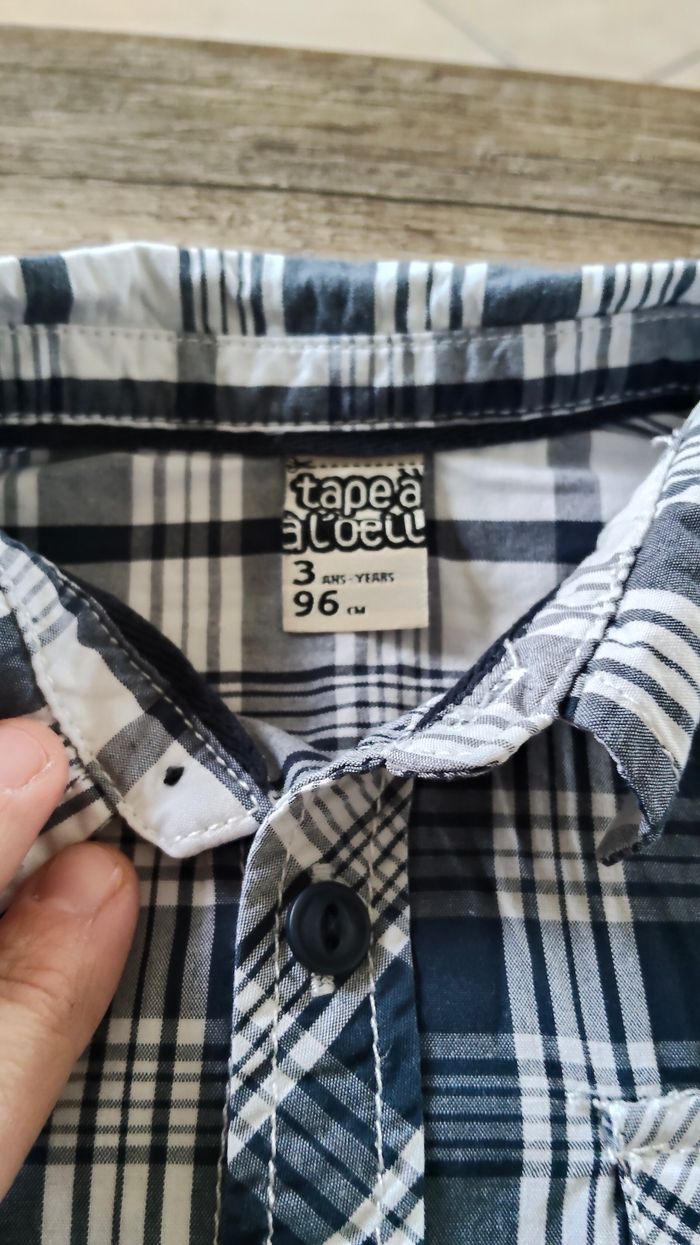 tape à
à l'oeil
3 ANS - YEARS
96 CM